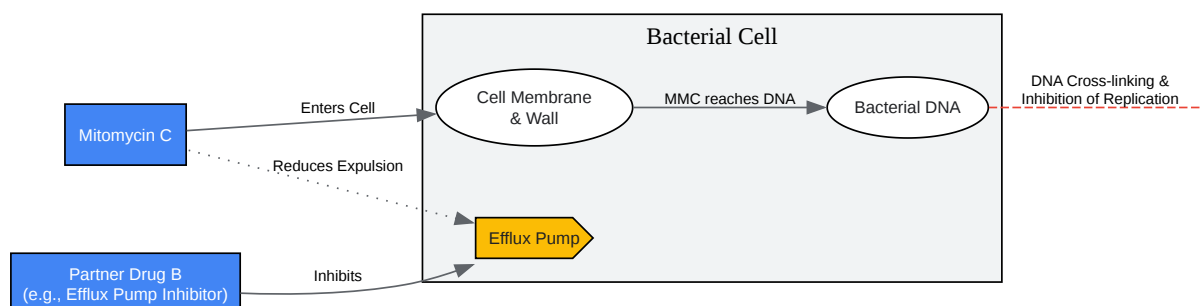 Bacterial Cell
DNA Cross-linking &
Inhibition of Replication
Cell Membrane
& Wall
Enters Cell
MMC reaches DNA
Bacterial DNA
Mitomycin C
Reduces Expulsion
Efflux Pump
Partner Drug B
(e.g., Efflux Pump Inhibitor)
Inhibits